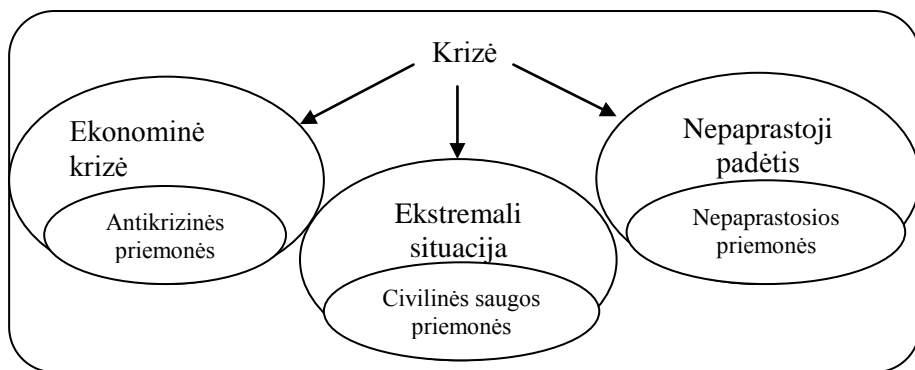 Krizė
Ekonominė
krizė
Antikrizinės
priemonės
Ekstremali
situacija
Civilinės saugos
priemonės
Nepaprastoji
padėtis
Nepaprastosios
priemonės